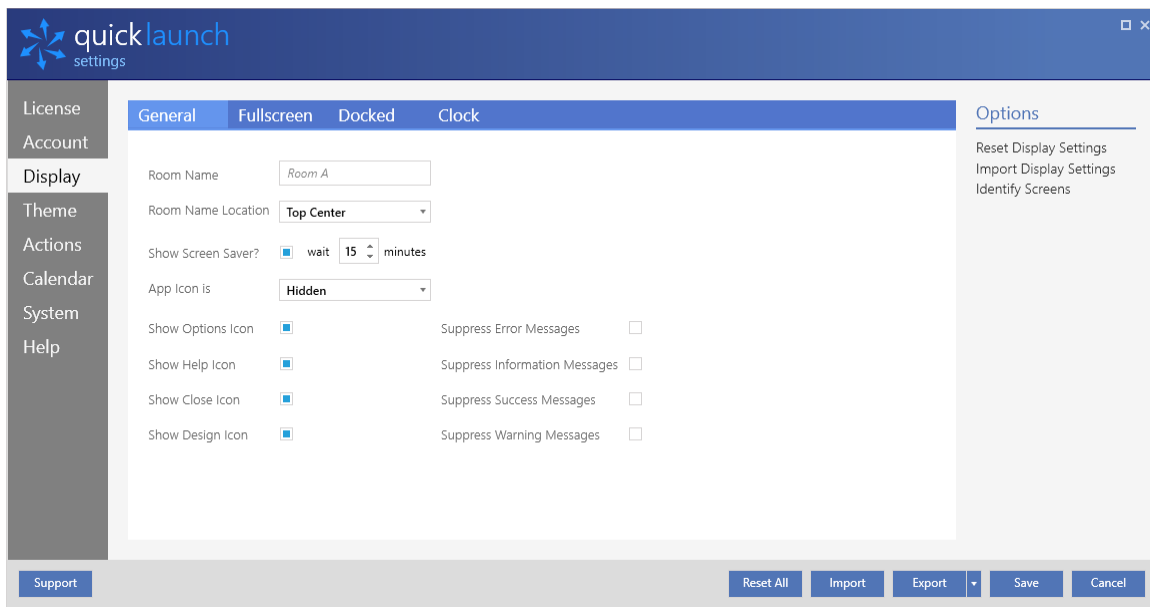 quicklaunch
settings
License
Account
Display
Theme
Actions
Calendar
System
Help
General Fullscreen Docked Clock
Room Name Room A
Room Name Location Top Center
Show Screen Saver? wait 15 minutes
App Icon is Hidden
Show Options Icon Suppress Error Messages
Show Help Icon Suppress Information Messages
Show Close Icon Suppress Success Messages
Show Design Icon Suppress Warning Messages
Options
Reset Display Settings
Import Display Settings
Identify Screens
Support Reset All Import Export Save Cancel